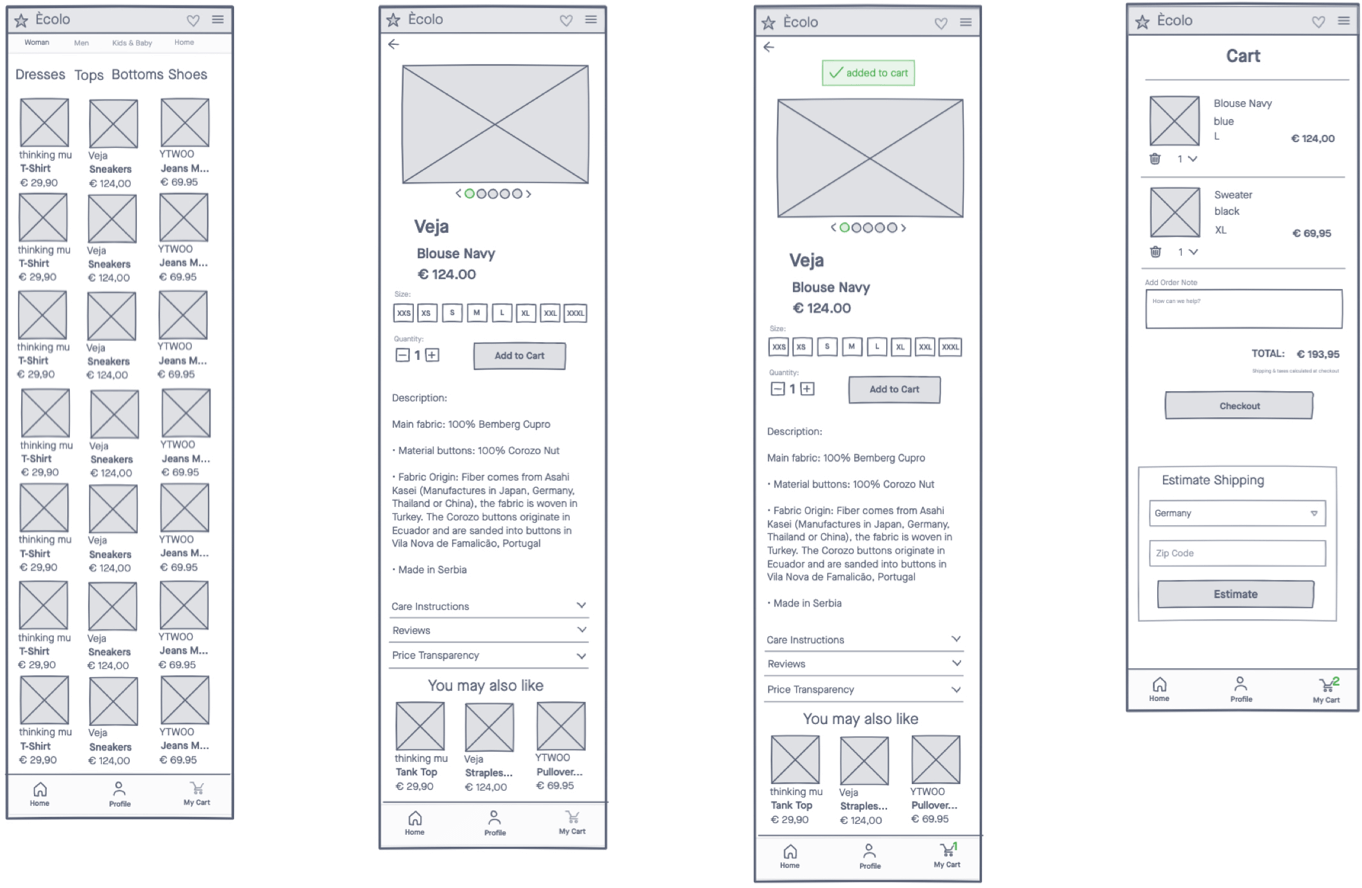 Ècolo
Woman Men Kids & Baby Home
Dresses Tops Bottoms Shoes
thinking mu Veja YTWOO
T-Shirt Sneakers Jeans M...
€ 29,90 € 124,00 € 69.95
thinking mu Veja YTWOO
T-Shirt Sneakers Jeans M...
€ 29,90 € 124,00 € 69.95
thinking mu Veja YTWOO
T-Shirt Sneakers Jeans M...
€ 29,90 € 124,00 € 69.95
thinking mu Veja YTWOO
T-Shirt Sneakers Jeans M...
€ 29,90 € 124,00 € 69.95
thinking mu Veja YTWOO
T-Shirt Sneakers Jeans M...
€ 29,90 € 124,00 € 69.95
thinking mu Veja YTWOO
T-Shirt Sneakers Jeans M...
€ 29,90 € 124,00 € 69.95
thinking mu Veja YTWOO
T-Shirt Sneakers Jeans M...
€ 29,90 € 124,00 € 69.95
Home Profile My Cart
Ècolo
Veja
Blouse Navy
€ 124.00
Size:
XXS XS S M L XL XXL XXXL
Quantity:
1 Add to Cart
Description:
Main fabric: 100% Bemberg Cupro
• Material buttons: 100% Corozo Nut
• Fabric Origin: Fiber comes from Asahi
Kasei (Manufactures in Japan, Germany,
Thailand or China), the fabric is woven in
Turkey. The Corozo buttons originate in
Ecuador and are sanded into buttons in
Vila Nova de Famalicão, Portugal
• Made in Serbia
Care Instructions
Reviews
Price Transparency
You may also like
thinking mu Veja YTWOO
Tank Top Straples... Pullover...
€ 29,90 € 124,00 € 69.95
Home Profile My Cart
Ècolo
added to cart
Veja
Blouse Navy
€ 124.00
Size:
XXS XS S M L XL XXL XXXL
Quantity:
1 Add to Cart
Description:
Main fabric: 100% Bemberg Cupro
• Material buttons: 100% Corozo Nut
• Fabric Origin: Fiber comes from Asahi
Kasei (Manufactures in Japan, Germany,
Thailand or China), the fabric is woven in
Turkey. The Corozo buttons originate in
Ecuador and are sanded into buttons in
Vila Nova de Famalicão, Portugal
• Made in Serbia
Care Instructions
Reviews
Price Transparency
You may also like
thinking mu Veja YTWOO
Tank Top Straples... Pullover...
€ 29,90 € 124,00 € 69.95
1
Home Profile My Cart
Ècolo
Cart
Blouse Navy
blue
L € 124,00
1
Sweater
black
XL € 69,95
1
Add Order Note
How can we help?
TOTAL: € 193,95
Shipping & taxes calculated at checkout
Checkout
Estimate Shipping
Germany
Zip Code
Estimate
2
Home Profile My Cart